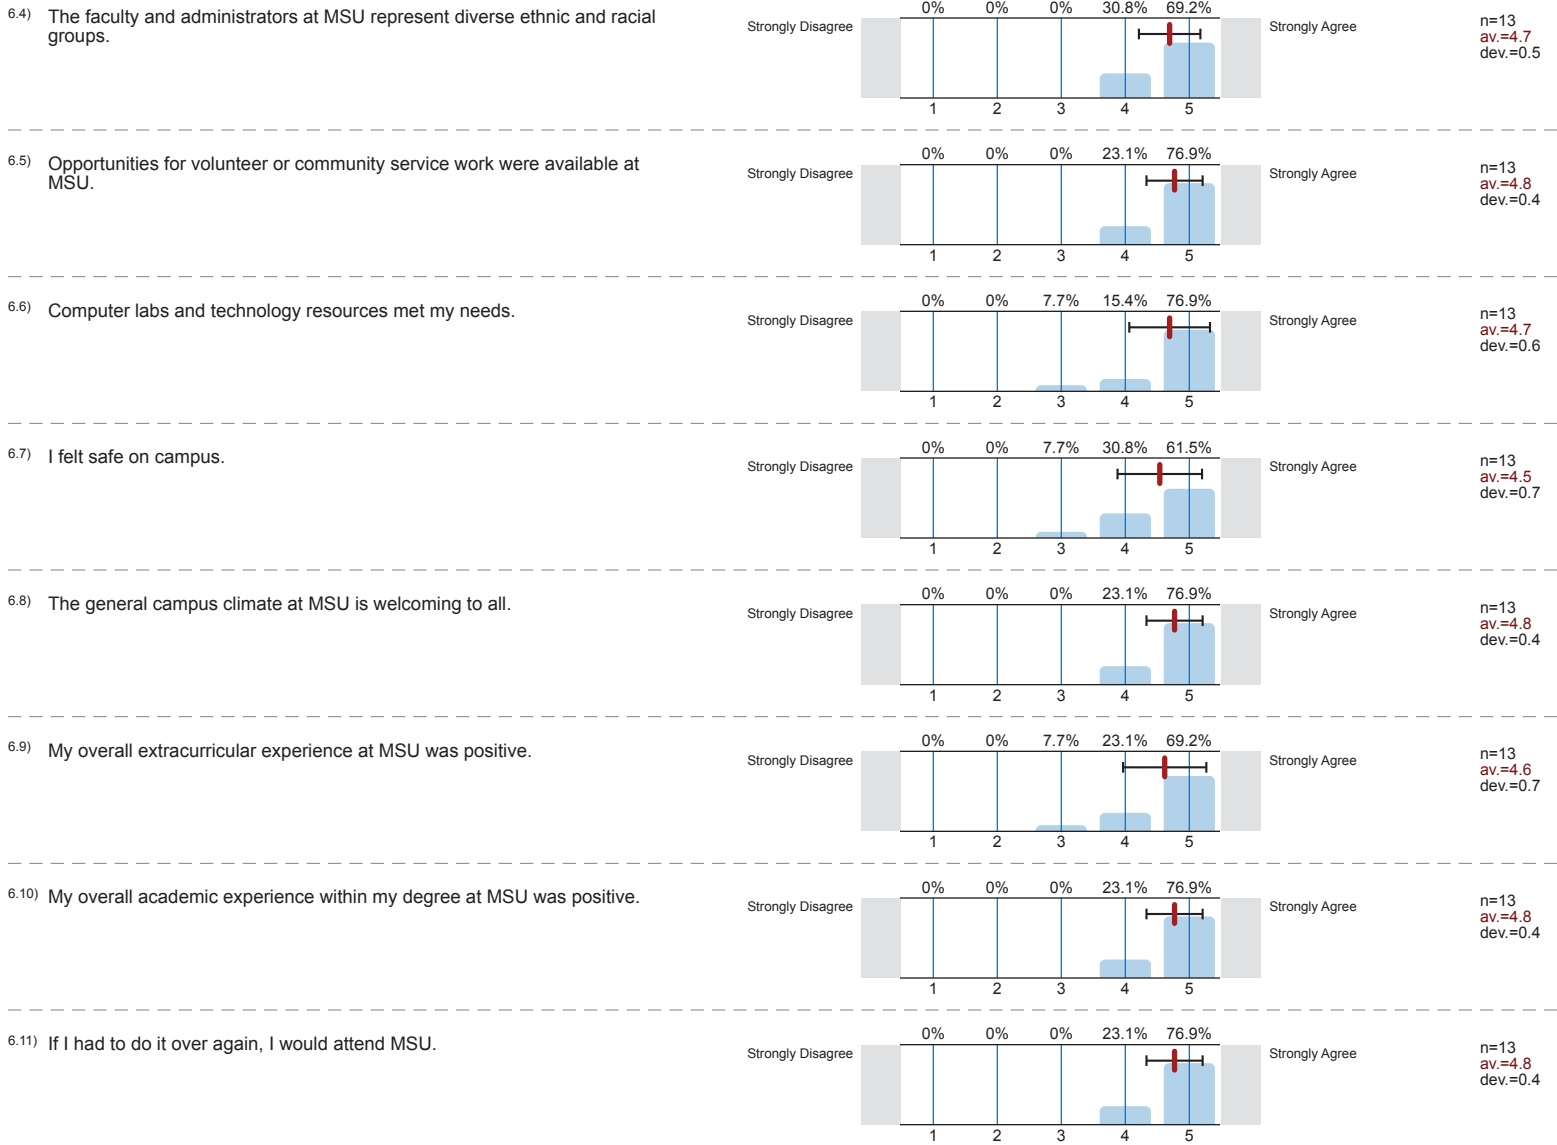 6.4) The faculty and administrators at MSU represent diverse ethnic and racial
groups.
0% 0% 0% 30.8% 69.2%
Strongly Disagree
Strongly Agree
n=13
av.=4.7
dev.=0.5
1 2 3 4 5
6.5) Opportunities for volunteer or community service work were available at
MSU.
0% 0% 0% 23.1% 76.9%
Strongly Disagree
Strongly Agree
n=13
av.=4.8
dev.=0.4
1 2 3 4 5
6.6) Computer labs and technology resources met my needs.
0% 0% 7.7% 15.4% 76.9%
Strongly Disagree
Strongly Agree
n=13
av.=4.7
dev.=0.6
1 2 3 4 5
6.7) I felt safe on campus.
0% 0% 7.7% 30.8% 61.5%
Strongly Disagree
Strongly Agree
n=13
av.=4.5
dev.=0.7
1 2 3 4 5
6.8) The general campus climate at MSU is welcoming to all.
0% 0% 0% 23.1% 76.9%
Strongly Disagree
Strongly Agree
n=13
av.=4.8
dev.=0.4
1 2 3 4 5
6.9) My overall extracurricular experience at MSU was positive.
0% 0% 7.7% 23.1% 69.2%
Strongly Disagree
Strongly Agree
n=13
av.=4.6
dev.=0.7
1 2 3 4 5
6.10) My overall academic experience within my degree at MSU was positive.
0% 0% 0% 23.1% 76.9%
Strongly Disagree
Strongly Agree
n=13
av.=4.8
dev.=0.4
1 2 3 4 5
6.11) If I had to do it over again, I would attend MSU.
0% 0% 0% 23.1% 76.9%
Strongly Disagree
Strongly Agree
n=13
av.=4.8
dev.=0.4
1 2 3 4 5